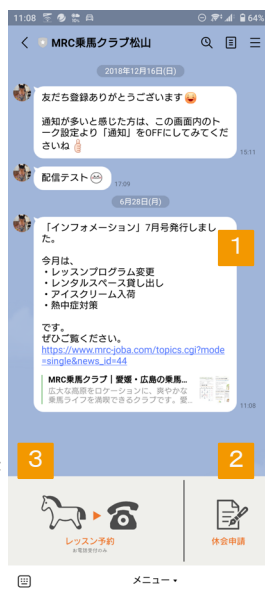 11:08
64%
MRC乗馬クラブ松山
2018年12月16日(日)
友だち登録ありがとうございます
通知が多いと感じた方は、この画面内のト
ーク設定より「通知」をOFFにしてみてくだ
さいね
15:11
配信テスト
17:09
6月28日(月)
「インフォメーション」7月号発行しまし
た。
1
今月は、
・レッスンプログラム変更
・レンタルスペース貸し出し
・アイスクリーム入荷
・熱中症対策
です。
ぜひご覧ください。
https://www.mrc-joba.com/topics.cgi?mode
=single&news_id=44
MRC乗馬クラブ｜愛媛・広島の乗馬...
広大な高原をロケーションに、爽やかな
乗馬ライフを満喫できるクラブです。愛...
11:08
3
2
レッスン予約
お電話受付のみ
休会申請
メニュー